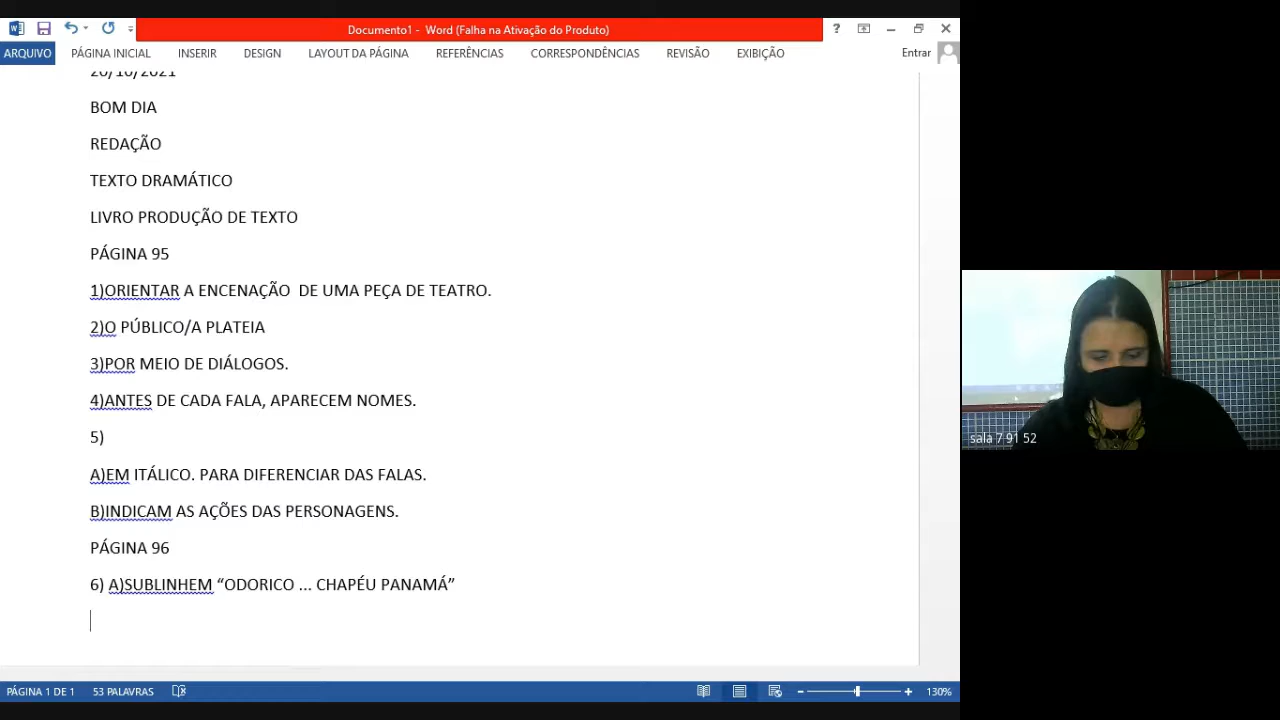 Documento1 - Word (Falha na Ativação do Produto)
?
ARQUIVO PÁGINA INICIAL INSERIR DESIGN LAYOUT DA PÁGINA REFERÊNCIAS CORRESPONDÊNCIAS REVISÃO EXIBIÇÃO Entrar
26/10/2021
BOM DIA
REDAÇÃO
TEXTO DRAMÁTICO
LIVRO PRODUÇÃO DE TEXTO
PÁGINA 95
1)ORIENTAR A ENCENAÇÃO DE UMA PEÇA DE TEATRO.
2)O PÚBLICO/A PLATEIA
3)POR MEIO DE DIÁLOGOS.
4)ANTES DE CADA FALA, APARECEM NOMES.
5)
A)EM ITÁLICO. PARA DIFERENCIAR DAS FALAS.
B)INDICAM AS AÇÕES DAS PERSONAGENS.
PÁGINA 96
6) A)SUBLINHEM “ODORICO ... CHAPÉU PANAMÁ”
PÁGINA 1 DE 1 53 PALAVRAS 130%
sala 7 91 52